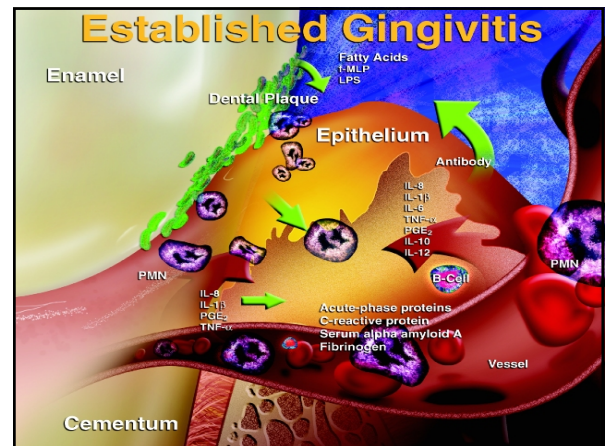 Established Gingivitis
Enamel
Fatty Acids
f-MLP
LPS
Dental Plaque
Epithelium
Antibody
IL-8
IL-1β
IL-6
TNF-α
PGE₂
IL-10
IL-12
PMN
B-Cell
PMN
IL-8
IL-1β
PGE₂
TNF-α
Acute-phase proteins
C-reactive protein
Serum alpha amyloid A
Fibrinogen
Vessel
Cementum